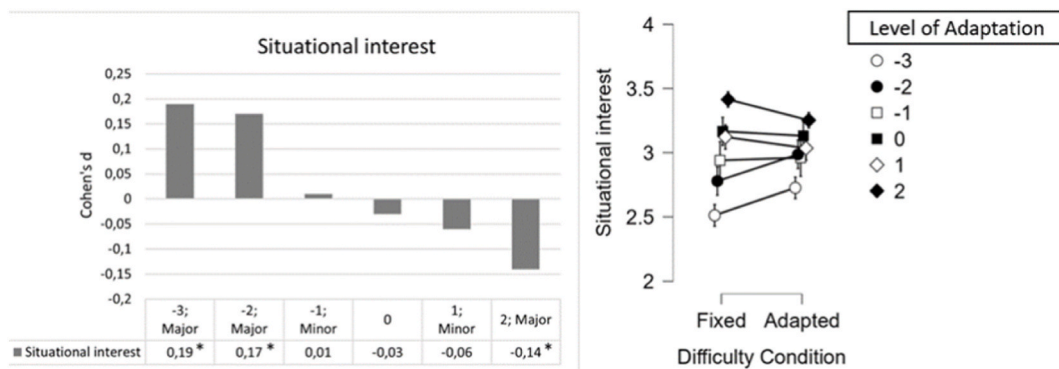 Situational interest
Cohen's d
0,25
0,2
0,15
0,1
0,05
0
-0,05
-0,1
-0,15
-0,2
-3; Major
-2; Major
-1; Minor
0
1; Minor
2; Major
Situational interest 0,19* 0,17* 0,01 -0,03 -0,06 -0,14*
Situational interest
4
3.5
3
2.5
2
Fixed Adapted
Difficulty Condition
Level of Adaptation
-3
-2
-1
0
1
2